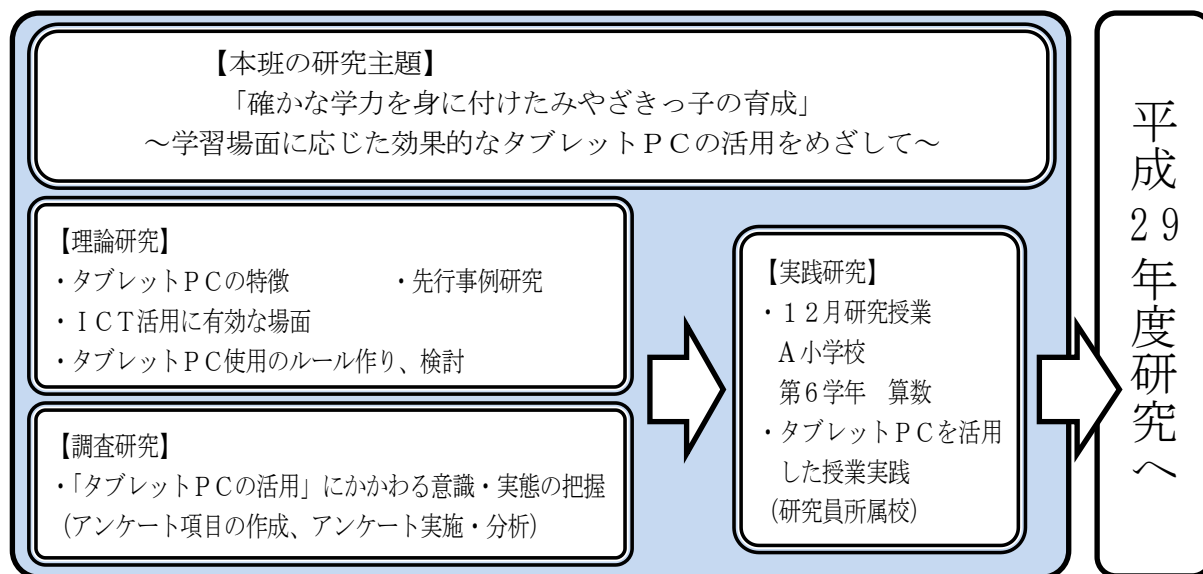 【本班の研究主題】
「確かな学力を身に付けたみやざきっ子の育成」
～学習場面に応じた効果的なタブレットＰＣの活用をめざして～
【理論研究】
・タブレットＰＣの特徴　　　　・先行事例研究
・ＩＣＴ活用に有効な場面
・タブレットＰＣ使用のルール作り、検討
【調査研究】
・「タブレットＰＣの活用」にかかわる意識・実態の把握
（アンケート項目の作成、アンケート実施・分析）
【実践研究】
・１２月研究授業
Ａ小学校
第６学年　算数
・タブレットＰＣを活用
した授業実践
（研究員所属校）
平成２９年度研究へ